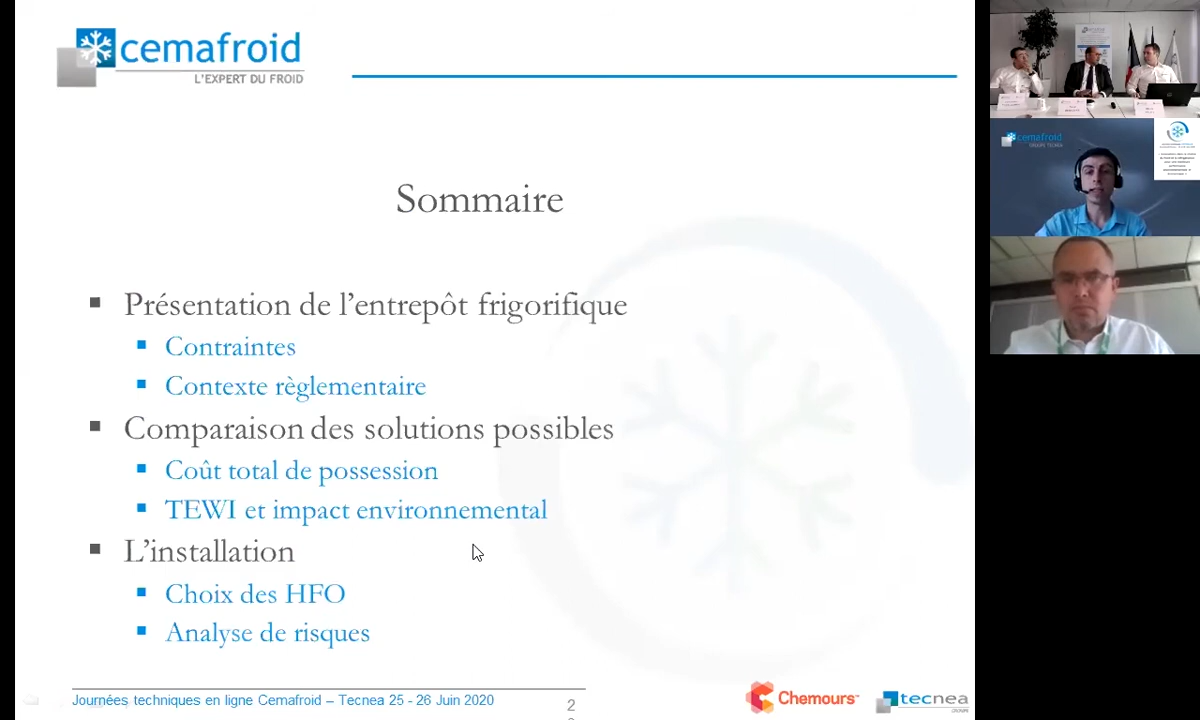 cemafroid
L'EXPERT DU FROID
Sommaire
Présentation de l'entrepôt frigorifique
Contraintes
Contexte règlementaire
Comparaison des solutions possibles
Coût total de possession
TEWI et impact environnemental
L'installation
Choix des HFO
Analyse de risques
Journées techniques en ligne Cemafroid – Tecnea 25 - 26 Juin 2020
2
Chemours™
tecnea
cemafroid
GROUPE TECNEA